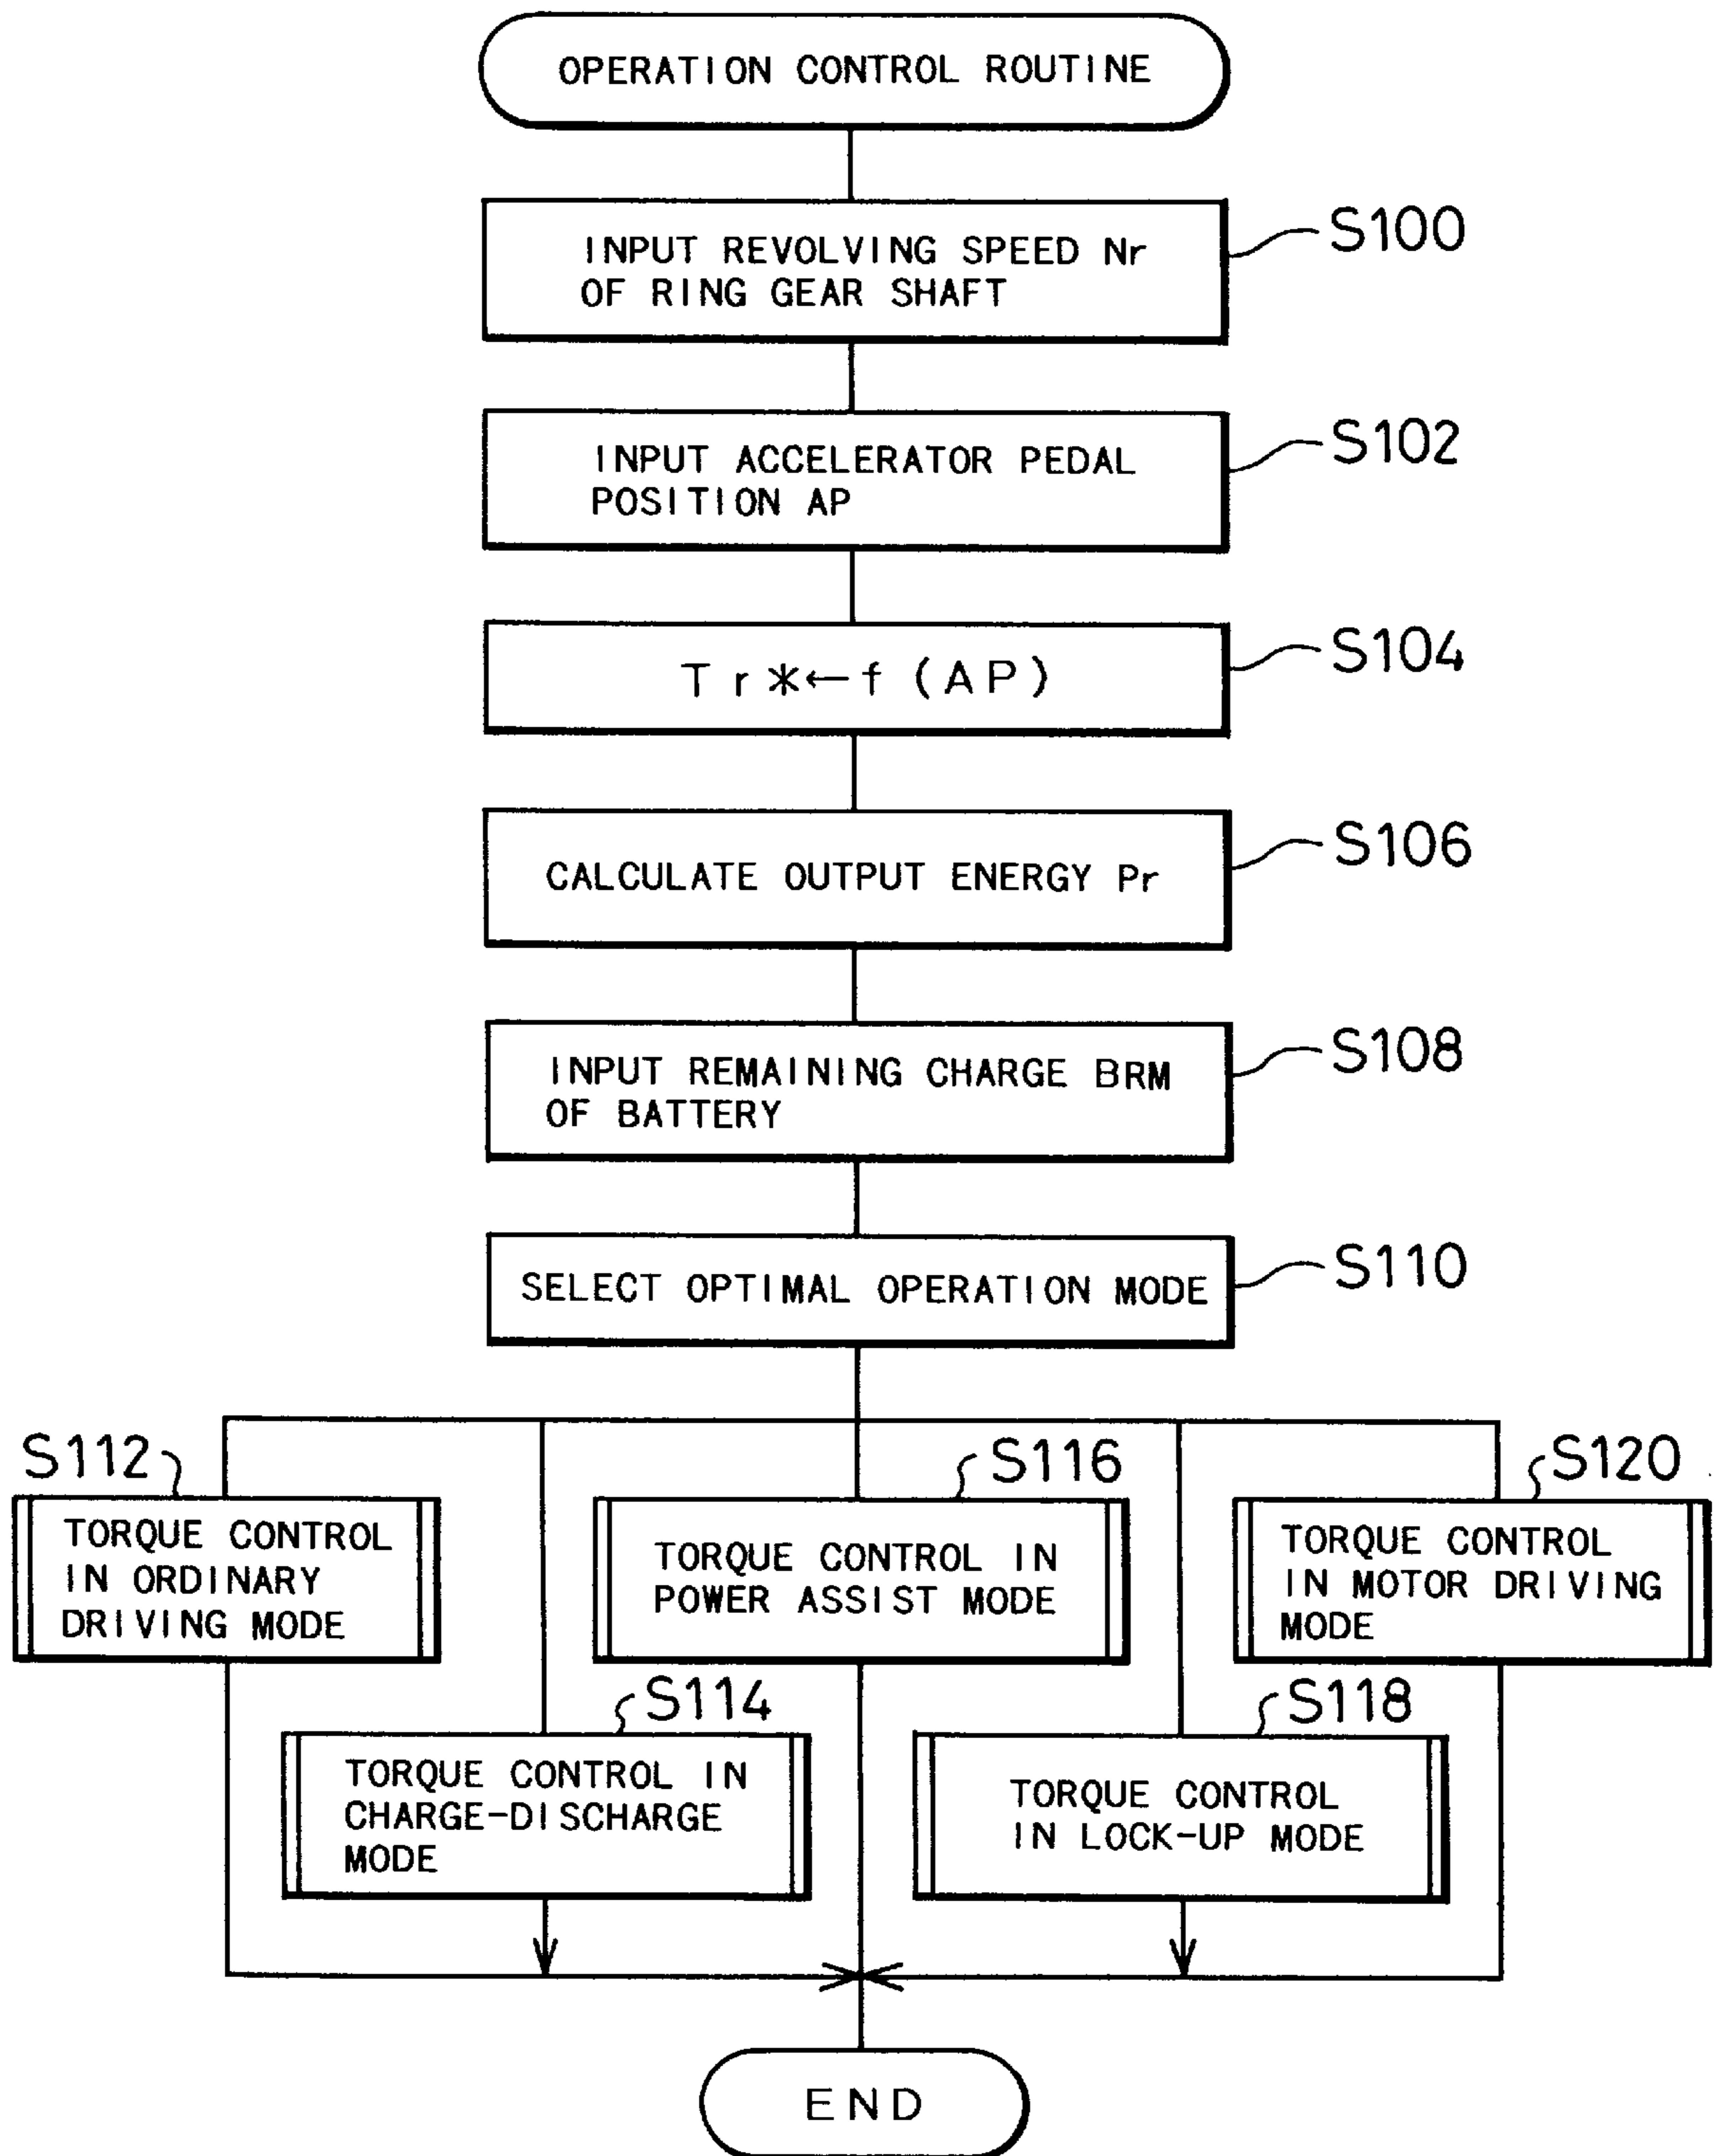 OPERATION CONTROL ROUTINE
INPUT REVOLVING SPEED Nr
OF RING GEAR SHAFT
S100
INPUT ACCELERATOR PEDAL
POSITION AP
S102
Tr*←f(AP)
S104
CALCULATE OUTPUT ENERGY Pr
S106
INPUT REMAINING CHARGE BRM
OF BATTERY
S108
SELECT OPTIMAL OPERATION MODE
S110
S112
TORQUE CONTROL
IN ORDINARY
DRIVING MODE
S116
TORQUE CONTROL IN
POWER ASSIST MODE
S120
TORQUE CONTROL
IN MOTOR DRIVING
MODE
S114
TORQUE CONTROL IN
CHARGE-DISCHARGE
MODE
S118
TORQUE CONTROL
IN LOCK-UP MODE
END